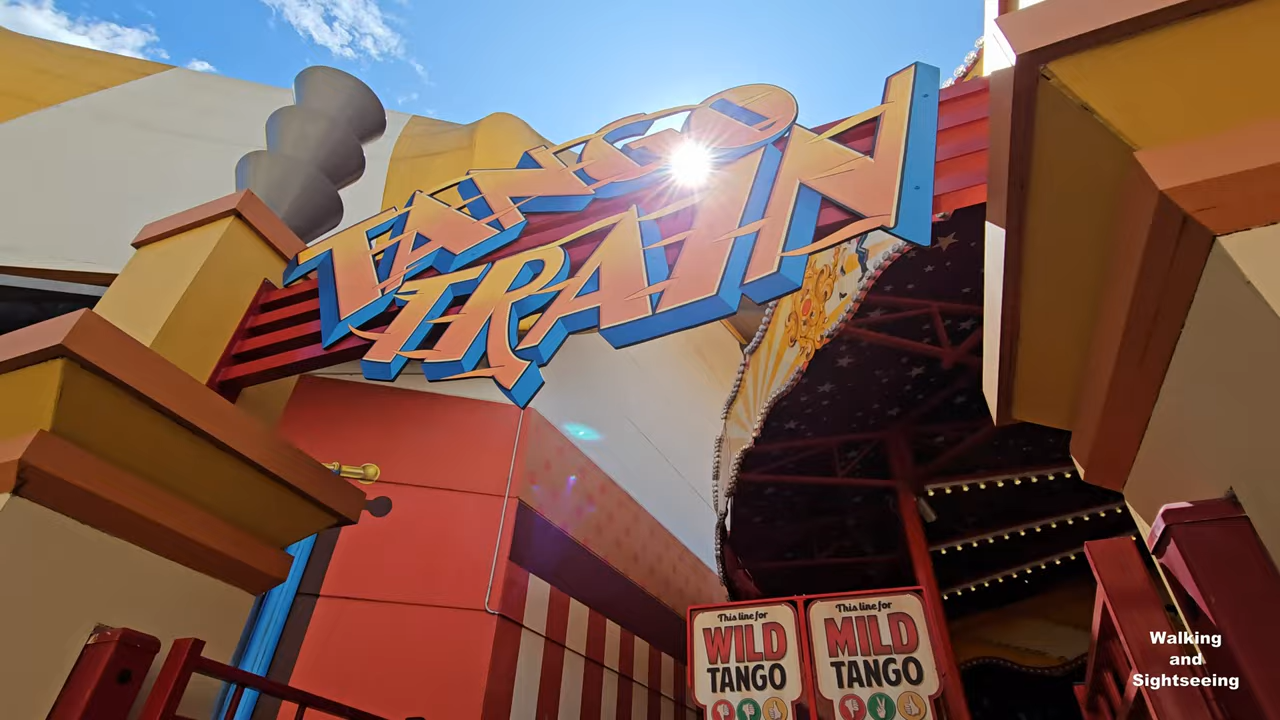 TANGO
TRAIN
This line for
WILD
TANGO
This line for
MILD
TANGO
Walking
and
Sightseeing